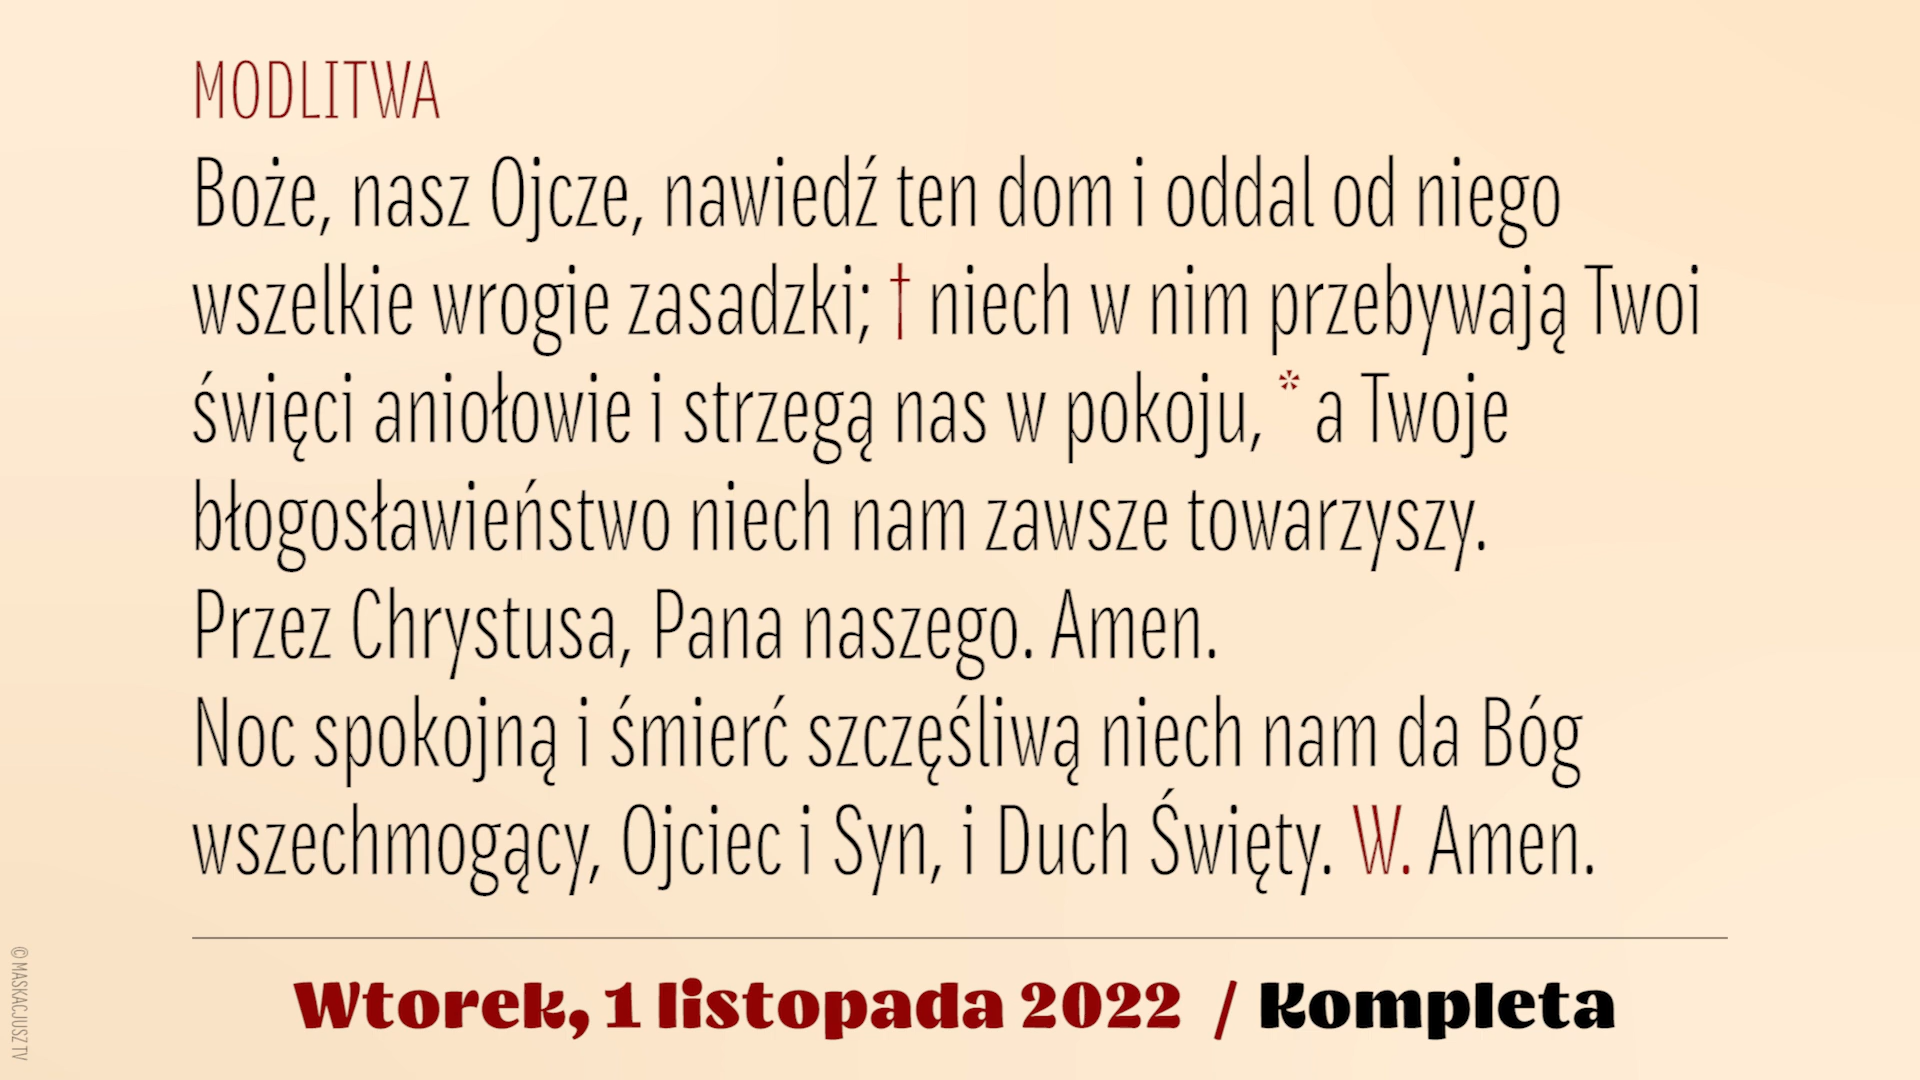 MODLITWA
Boże, nasz Ojcze, nawiedź ten dom i oddal od niego
wszelkie wrogie zasadzki; † niech w nim przebywają Twoi
święci aniołowie i strzegą nas w pokoju, * a Twoje
błogosławieństwo niech nam zawsze towarzyszy.
Przez Chrystusa, Pana naszego. Amen.
Noc spokojną i śmierć szczęśliwą niech nam da Bóg
wszechmogący, Ojciec i Syn, i Duch Święty. W. Amen.
Wtorek, 1 listopada 2022 / Kompleta
© MASKACJUSZ TV